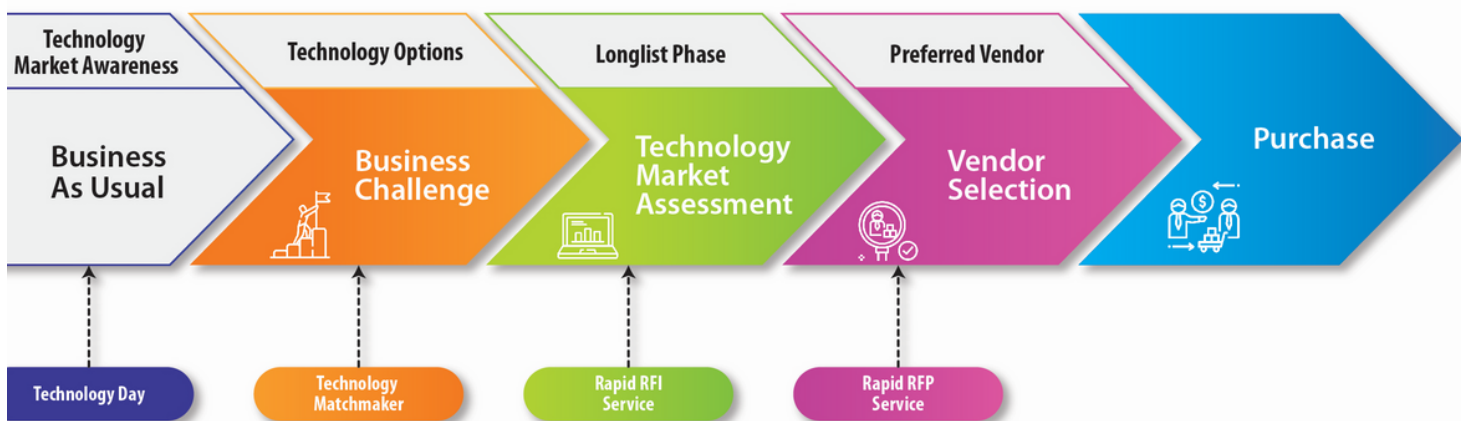 Technology
Market Awareness
Technology Options
Longlist Phase
Preferred Vendor
Business
As Usual
Business
Challenge
Technology
Market
Assessment
Vendor
Selection
Purchase
$
Technology Day
Technology
Matchmaker
Rapid RFI
Service
Rapid RFP
Service